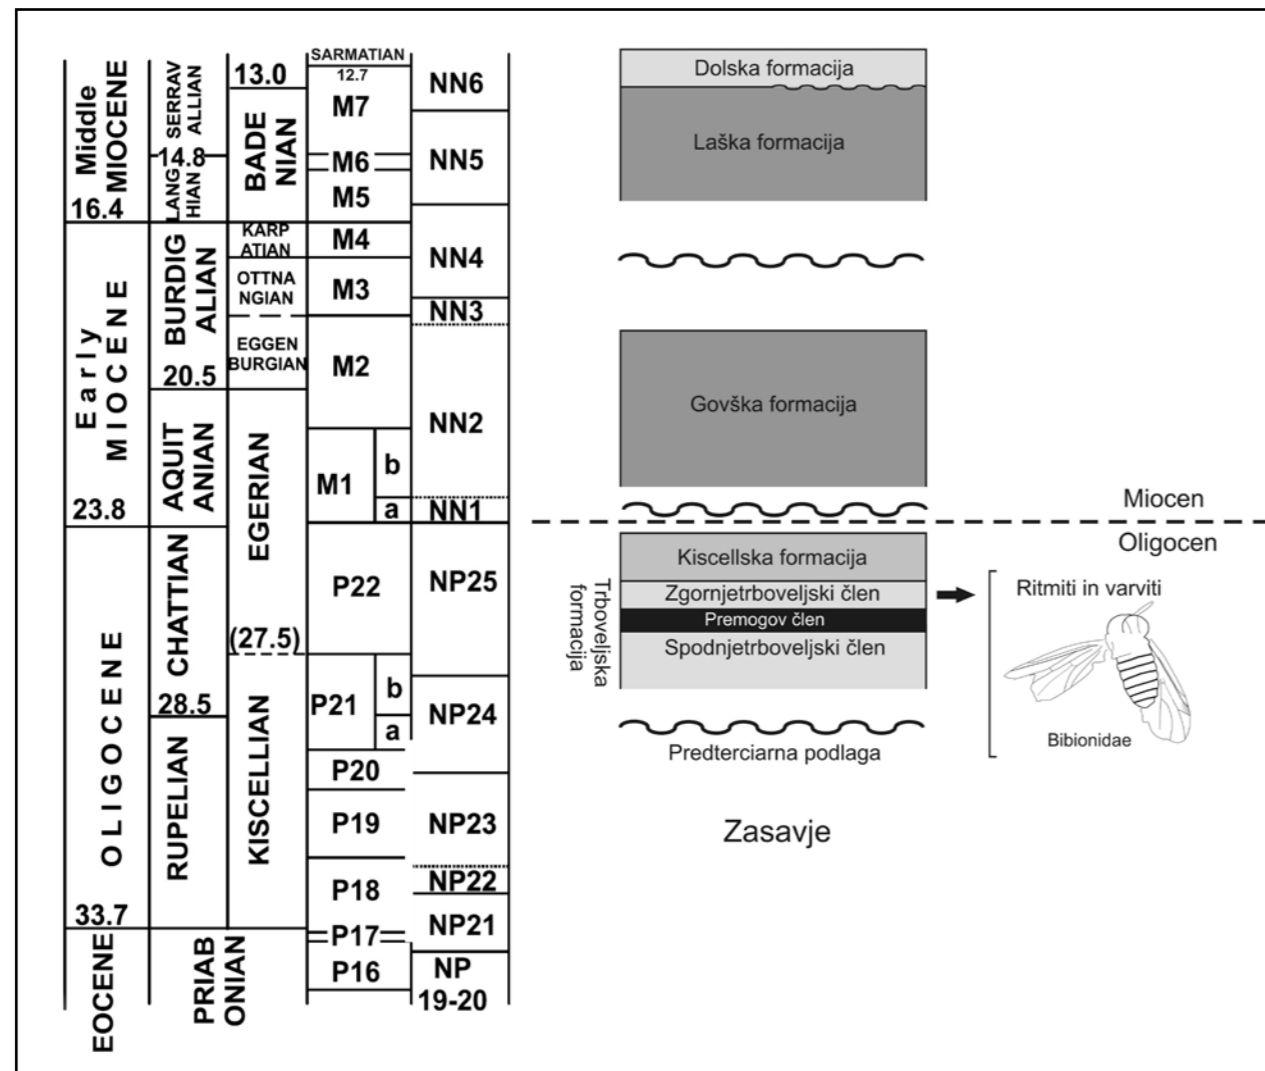 Middle
MIOCENE
16.4
Early
MIOCENE
23.8
OLIGOCENE
33.7
EOCENE
SERRAV
ALLIAN
14.8
LANG
HIAN
BURDIG
ALIAN
20.5
AQUIT
ANIAN
CHATTIAN
28.5
RUPELIAN
PRIAB
ONIAN
13.0
BADE
NIAN
KARP
ATIAN
OTTNA
NGIAN
EGGEN
BURGIAN
EGERIAN
(27.5)
KISCELLIAN
SARMATIAN
12.7
M7
M6
M5
M4
M3
M2
M1
b
a
P22
P21
b
a
P20
P19
P18
P17
P16
NN6
NN5
NN4
NN3
NN2
NN1
NP25
NP24
NP23
NP22
NP21
NP
19-20
Dolska formacija
Laška formacija
Govška formacija
Miocen
Oligocen
Trboveljska
formacija
Kiscellska formacija
Zgornjetrboveljski člen
Premogov člen
Spodnjetrboveljski člen
Predterciarna podlaga
Ritmiti in varviti
Bibionidae
Zasavje